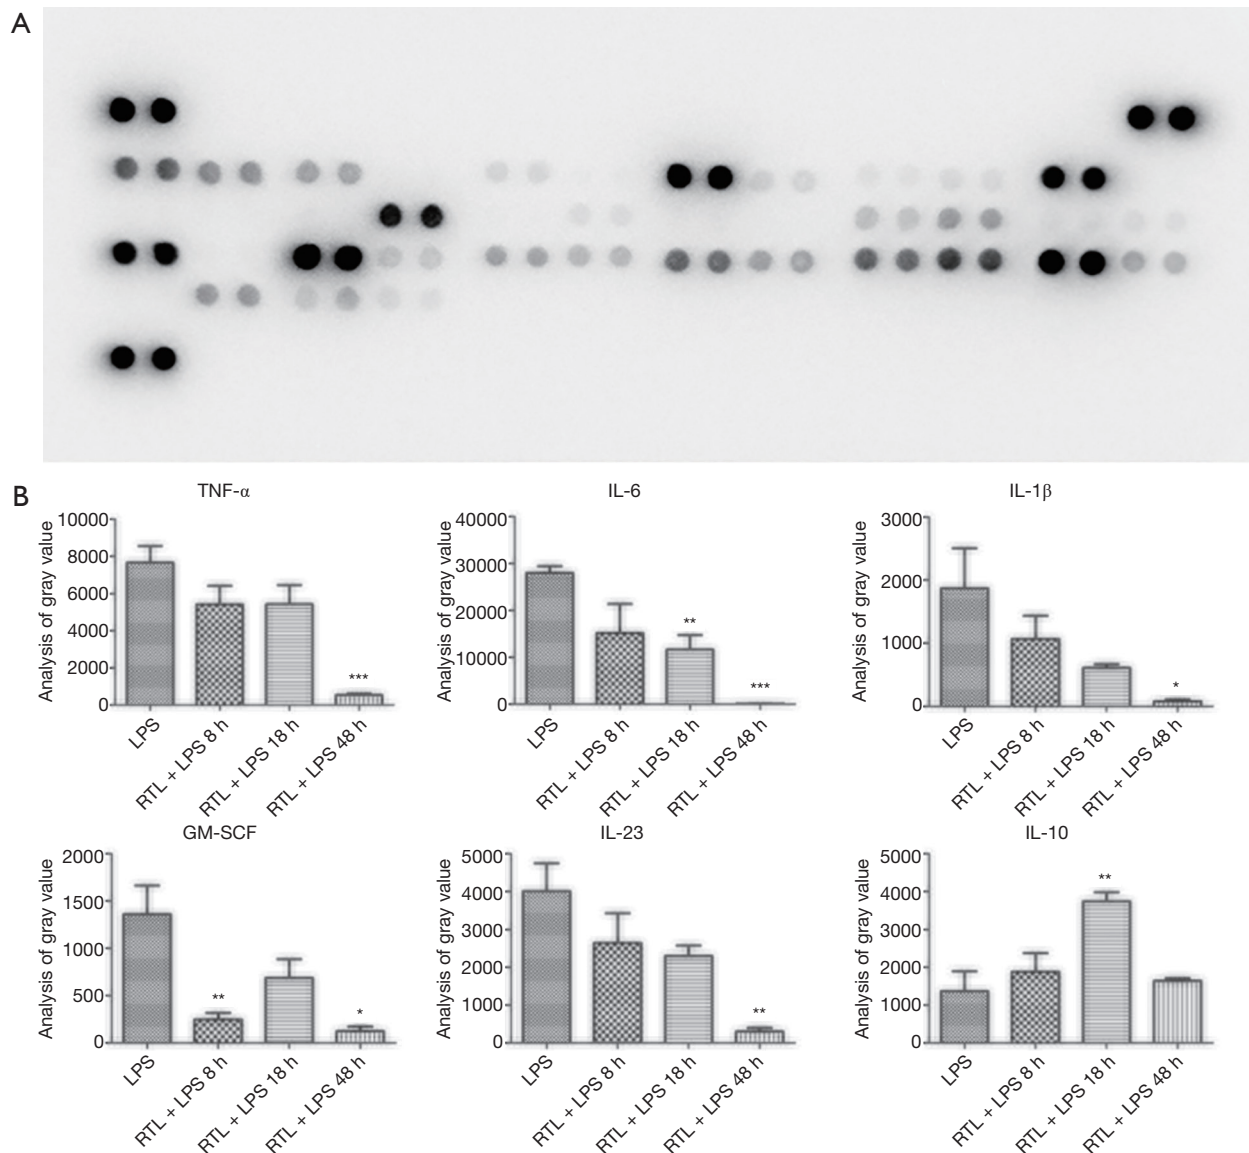 A
B
TNF-α
Analysis of gray value
10000
8000
6000
4000
2000
0
***
LPS
RTL + LPS 8 h
RTL + LPS 18 h
RTL + LPS 48 h
IL-6
Analysis of gray value
40000
30000
20000
10000
0
**
***
LPS
RTL + LPS 8 h
RTL + LPS 18 h
RTL + LPS 48 h
IL-1β
Analysis of gray value
3000
2000
1000
0
*
LPS
RTL + LPS 8 h
RTL + LPS 18 h
RTL + LPS 48 h
GM-SCF
Analysis of gray value
2000
1500
1000
500
0
**
*
LPS
RTL + LPS 8 h
RTL + LPS 18 h
RTL + LPS 48 h
IL-23
Analysis of gray value
5000
4000
3000
2000
1000
0
**
LPS
RTL + LPS 8 h
RTL + LPS 18 h
RTL + LPS 48 h
IL-10
Analysis of gray value
5000
4000
3000
2000
1000
0
**
LPS
RTL + LPS 8 h
RTL + LPS 18 h
RTL + LPS 48 h